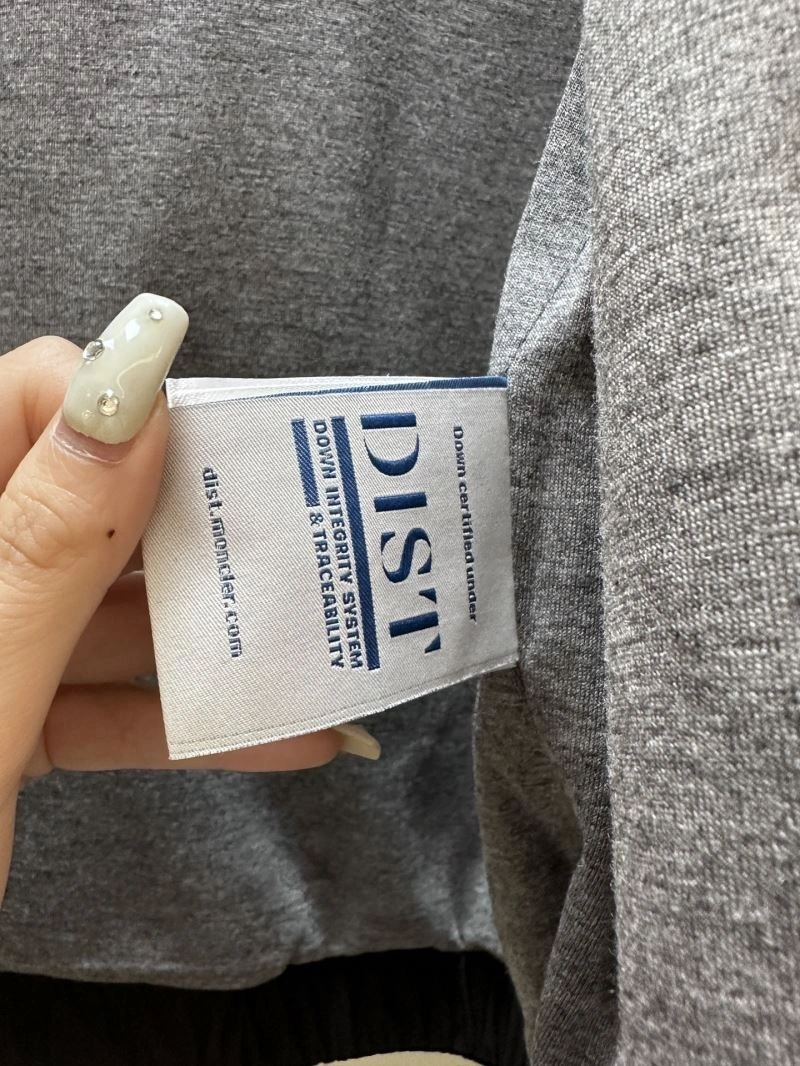 Down certified under
DIST
DOWN INTEGRITY SYSTEM
& TRACEABILITY
dist.moncler.com